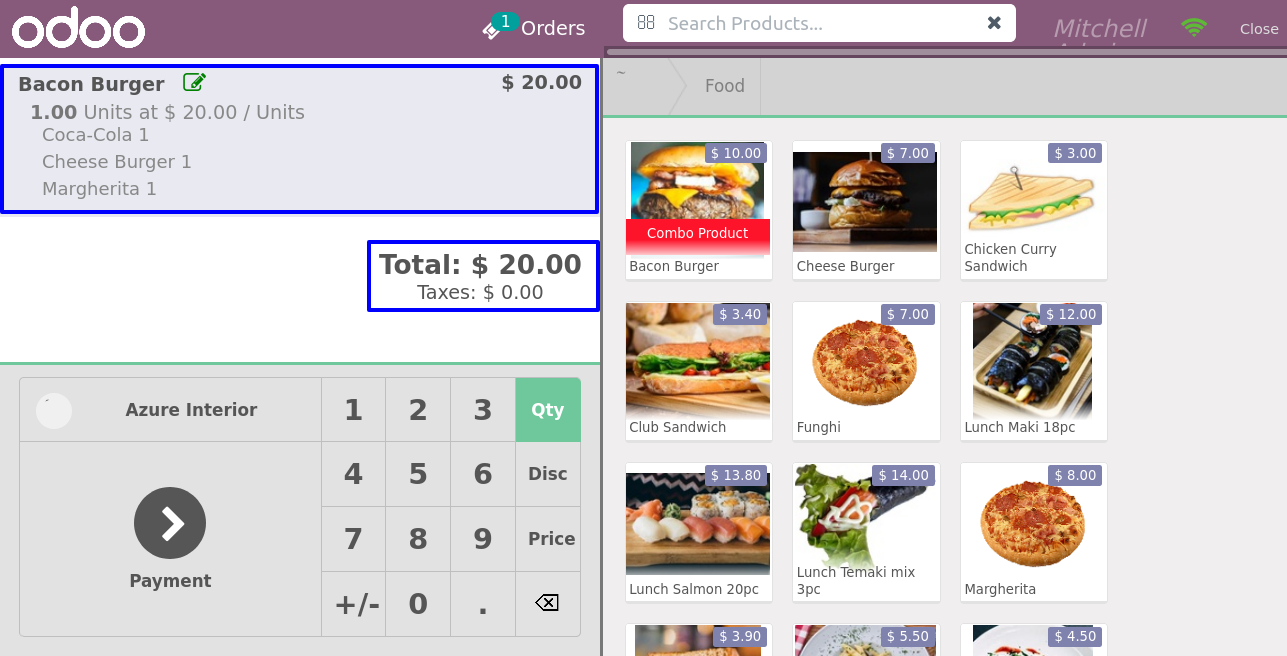 odoo
1
Orders
Search Products...
Mitchell
Close
Bacon Burger
$ 20.00
1.00 Units at $ 20.00 / Units
Coca-Cola 1
Cheese Burger 1
Margherita 1
Total: $ 20.00
Taxes: $ 0.00
Azure Interior
1
2
3
Qty
4
5
6
Disc
7
8
9
Price
Payment
+/-
0
.
~
Food
$ 10.00
Combo Product
Bacon Burger
$ 7.00
Cheese Burger
$ 3.00
Chicken Curry
Sandwich
$ 3.40
Club Sandwich
$ 7.00
Funghi
$ 12.00
Lunch Maki 18pc
$ 13.80
Lunch Salmon 20pc
$ 14.00
Lunch Temaki mix
3pc
$ 8.00
Margherita
$ 3.90
$ 5.50
$ 4.50